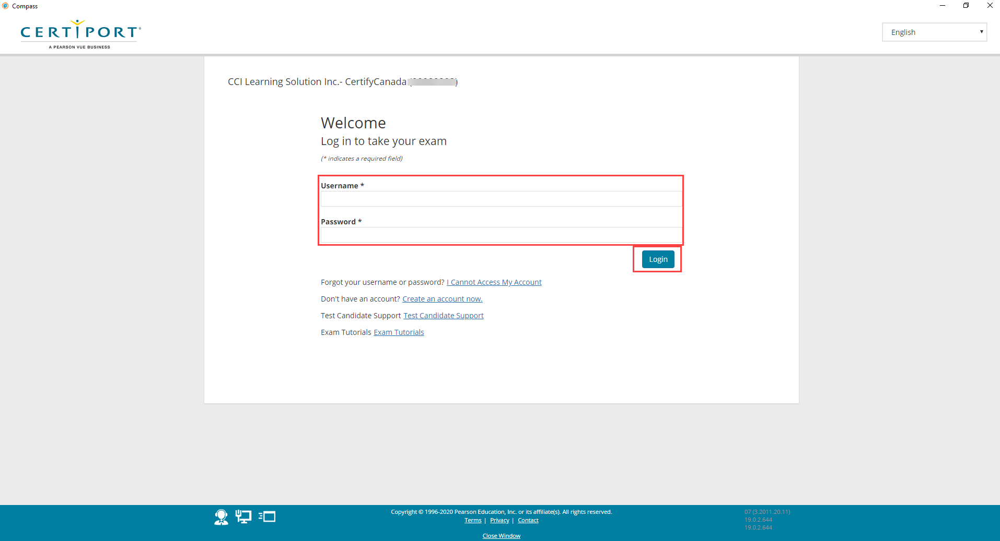 Compass
CERTIPORT®
A PEARSON VUE BUSINESS
English
CCI Learning Solution Inc.- CertifyCanada
Welcome
Log in to take your exam
(* indicates a required field)
Username *
Password *
Login
Forgot your username or password? I Cannot Access My Account
Don't have an account? Create an account now.
Test Candidate Support Test Candidate Support
Exam Tutorials Exam Tutorials
Copyright © 1996-2020 Pearson Education, Inc. or its affiliate(s). All rights reserved.
Terms | Privacy | Contact
Close Window
07 (3.2011.20.11)
19.0.2.644
19.0.2.644